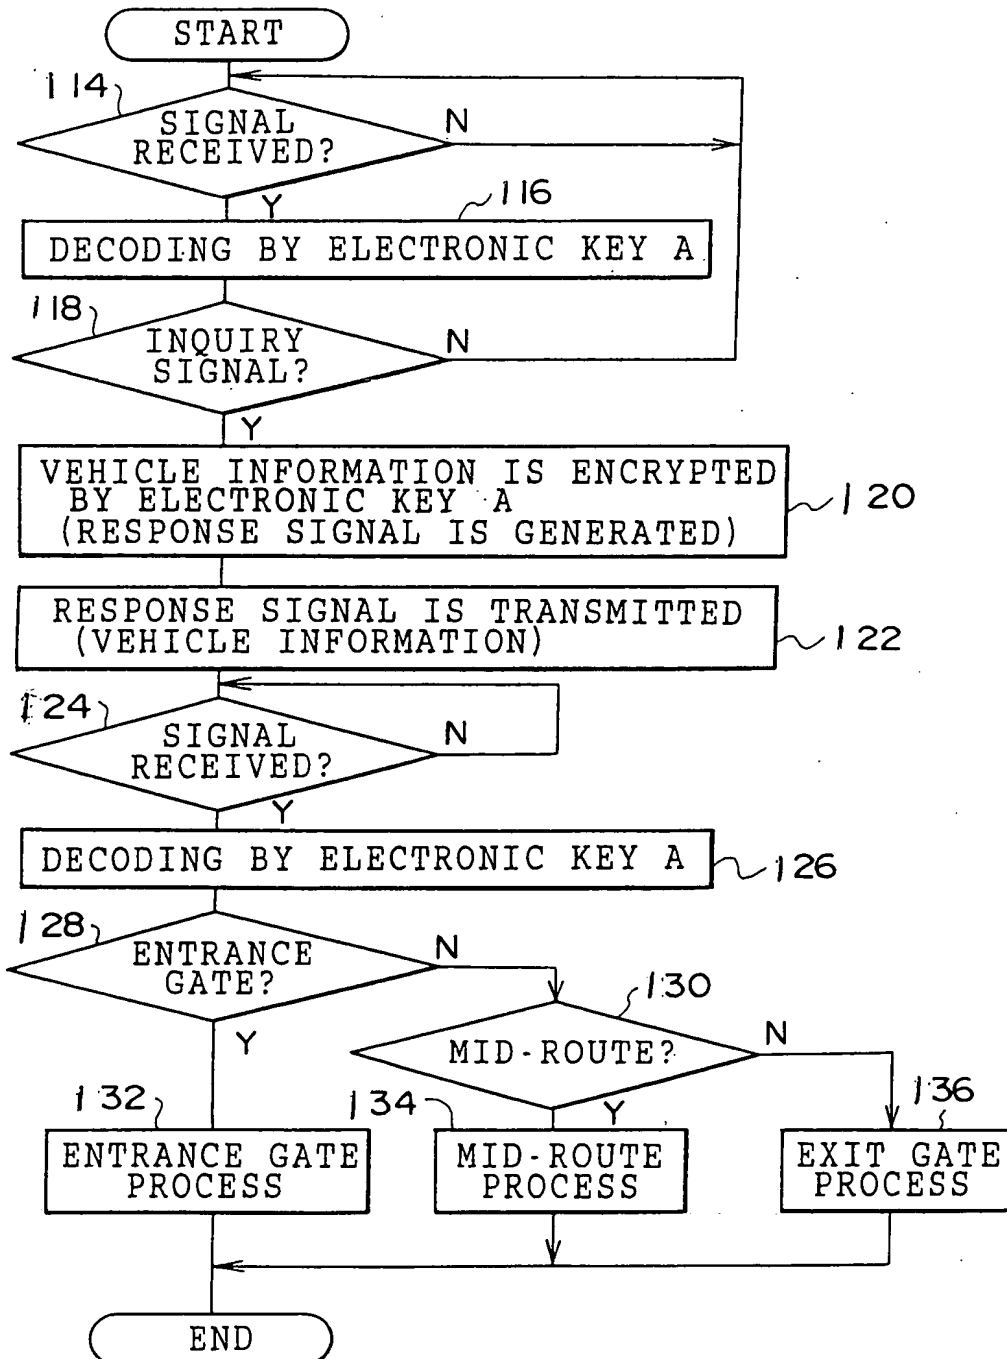 START
114
SIGNAL
RECEIVED?
N
Y
116
DECODING BY ELECTRONIC KEY A
118
INQUIRY
SIGNAL?
N
Y
VEHICLE INFORMATION IS ENCRYPTED
BY ELECTRONIC KEY A
(RESPONSE SIGNAL IS GENERATED)
120
RESPONSE SIGNAL IS TRANSMITTED
(VEHICLE INFORMATION)
122
124
SIGNAL
RECEIVED?
N
Y
DECODING BY ELECTRONIC KEY A
126
128
ENTRANCE
GATE?
N
Y
130
MID-ROUTE?
N
Y
132
ENTRANCE GATE
PROCESS
134
MID-ROUTE
PROCESS
136
EXIT GATE
PROCESS
END